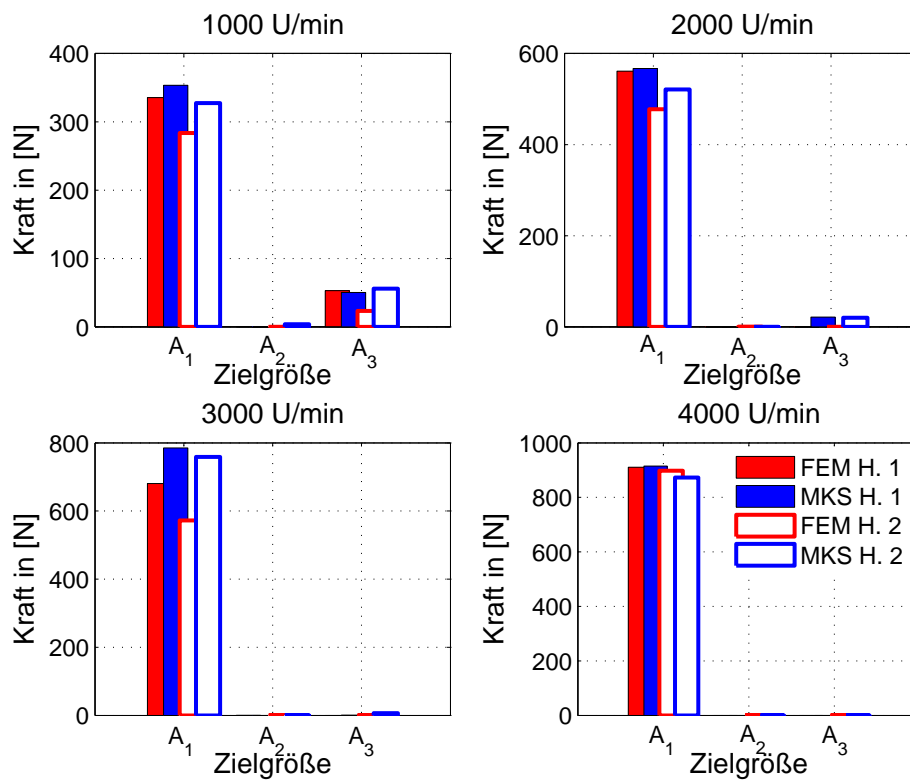 1000 U/min
400
300
200
100
0
Kraft in [N]
A1
A2
A3
Zielgröße
2000 U/min
600
400
200
0
Kraft in [N]
A1
A2
A3
Zielgröße
3000 U/min
800
600
400
200
0
Kraft in [N]
A1
A2
A3
Zielgröße
4000 U/min
1000
800
600
400
200
0
Kraft in [N]
A1
A2
A3
Zielgröße
FEM H. 1
MKS H. 1
FEM H. 2
MKS H. 2